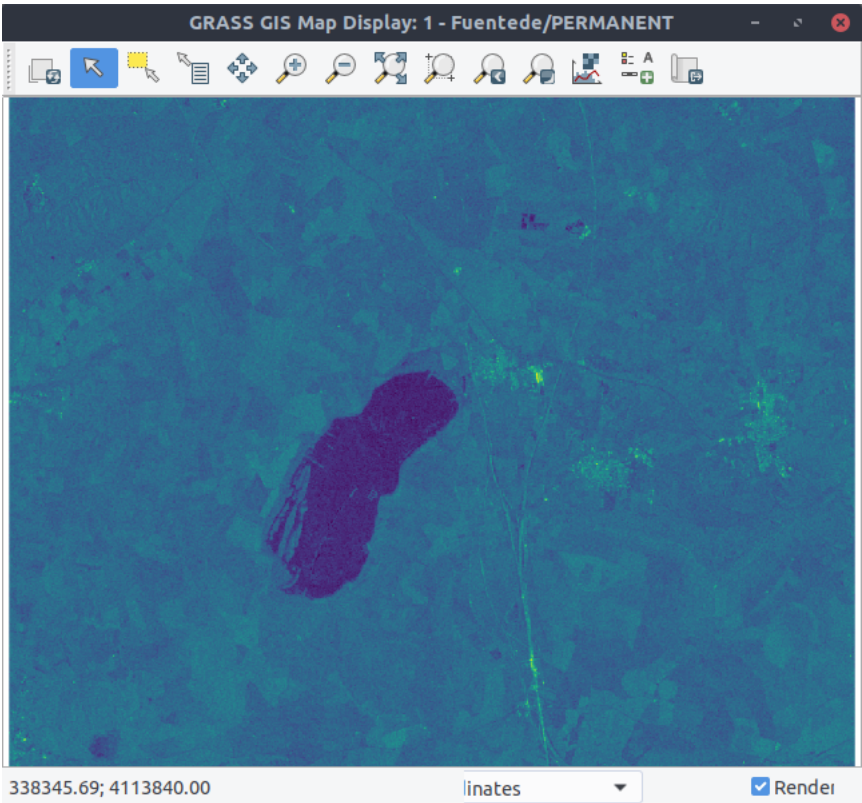 GRASS GIS Map Display: 1 - Fuentede/PERMANENT
A
338345.69; 4113840.00
linates
Render